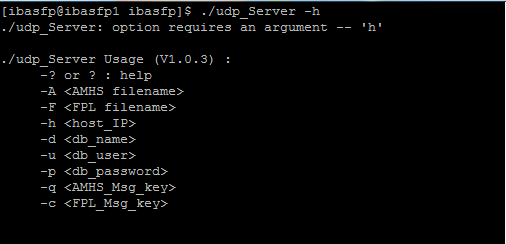 [ibasfp@ibasfp1 ibasfp]$ ./udp_Server -h
./udp_Server: option requires an argument -- 'h'
./udp_Server Usage (V1.0.3) :
-? or ? : help
-A <AMHS filename>
-F <FPL filename>
-h <host_IP>
-d <db_name>
-u <db_user>
-p <db_password>
-q <AMHS_Msg_key>
-c <FPL_Msg_key>